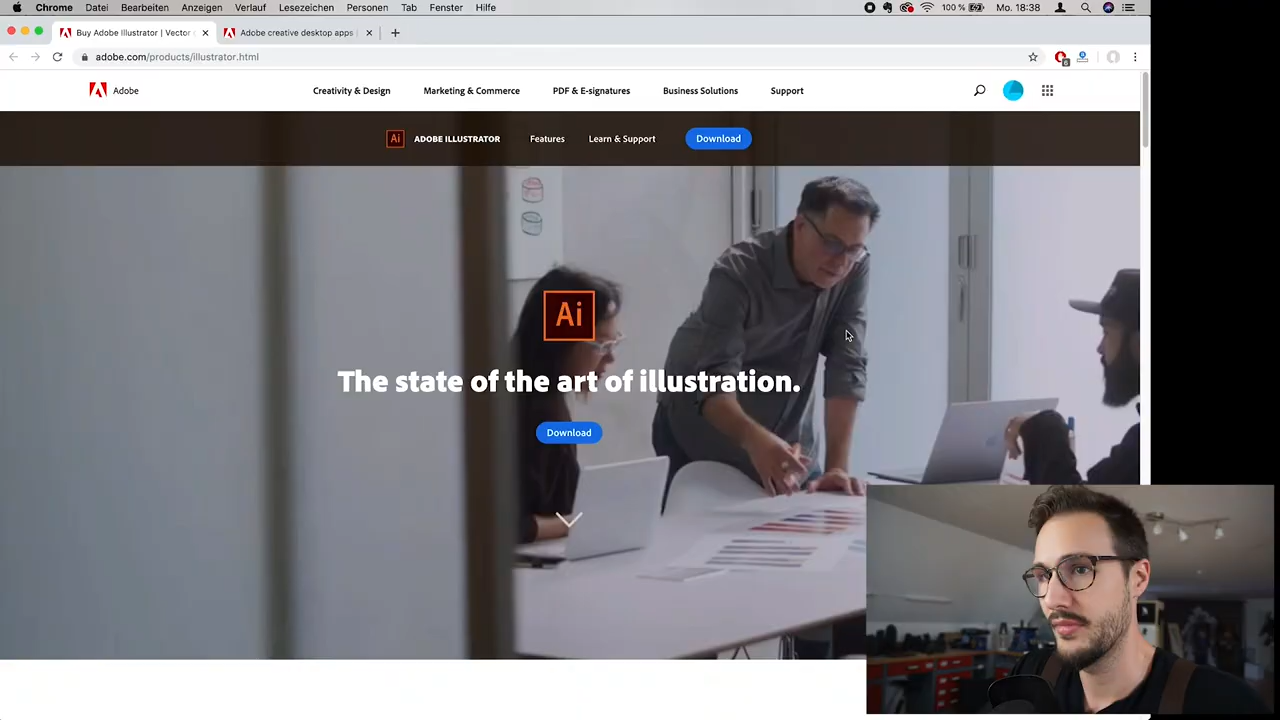 Chrome Datei Bearbeiten Anzeigen Verlauf Lesezeichen Personen Tab Fenster Hilfe 100 % Mo. 18:38
Buy Adobe Illustrator | Vector Adobe creative desktop apps
adobe.com/products/illustrator.html
Adobe Creativity & Design Marketing & Commerce PDF & E-signatures Business Solutions Support
Ai ADOBE ILLUSTRATOR Features Learn & Support Download
Ai
The state of the art of illustration.
Download